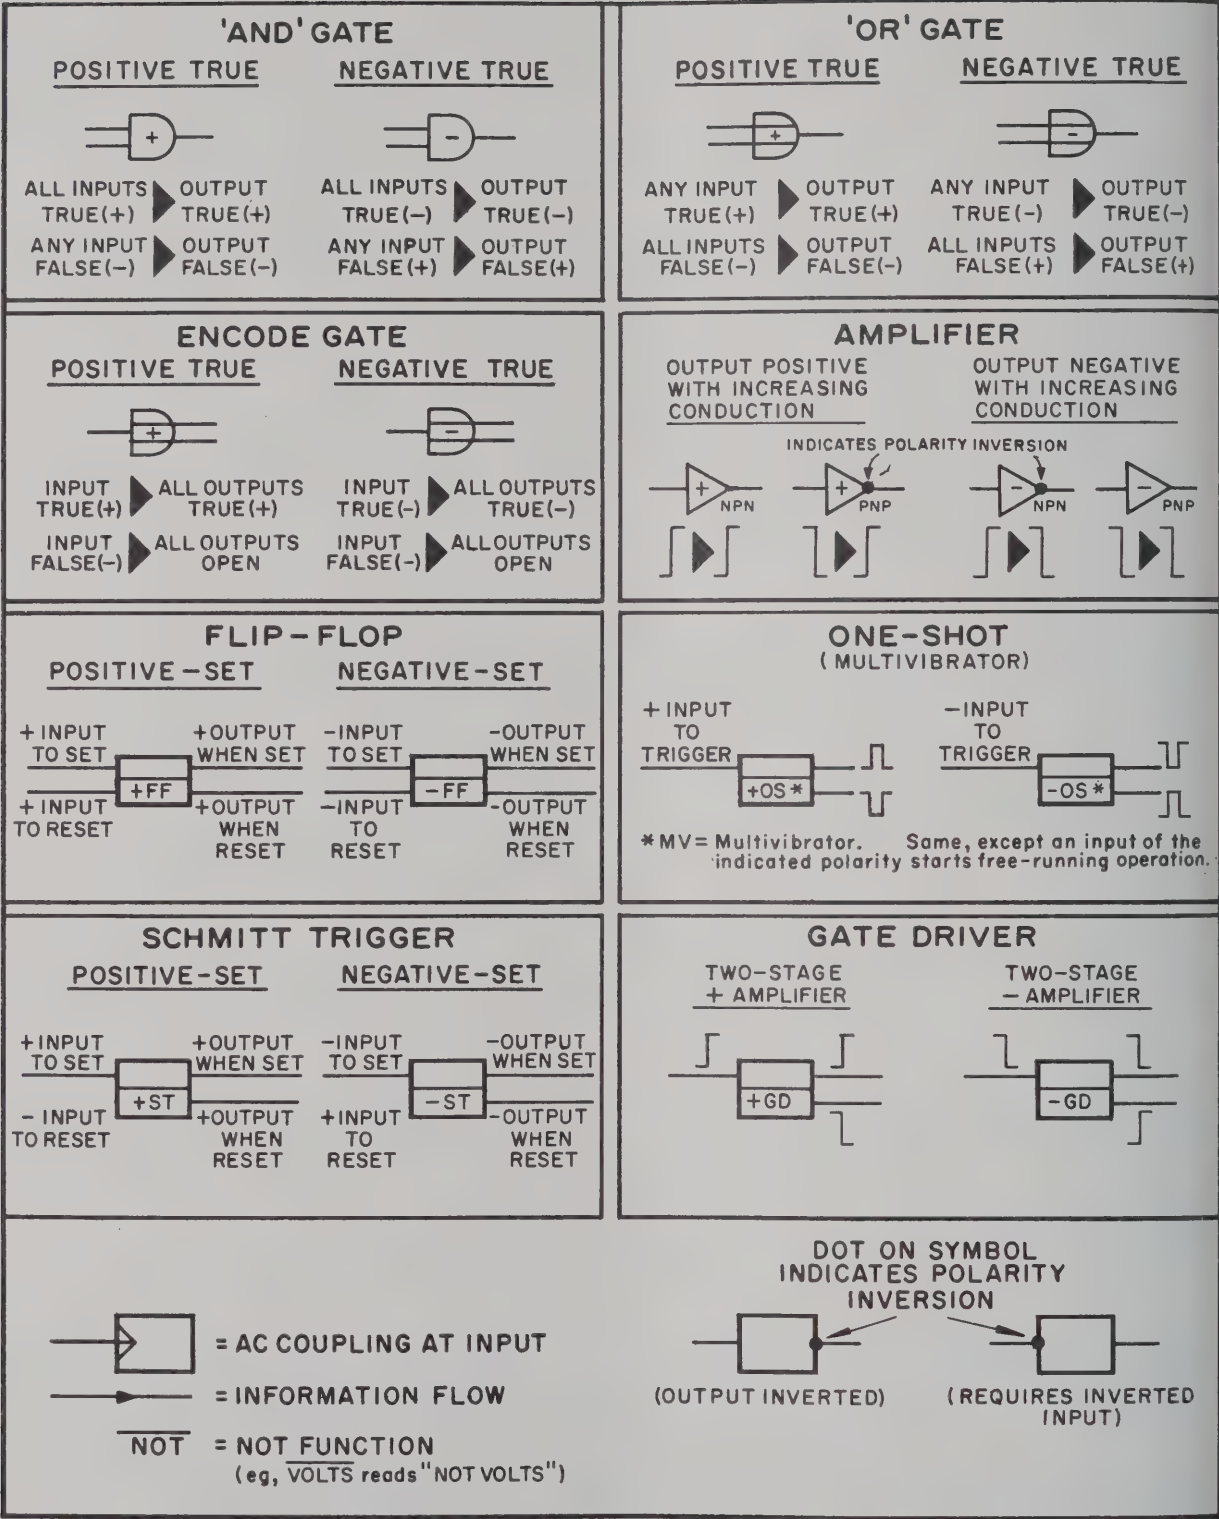 'AND' GATE
POSITIVE TRUE
NEGATIVE TRUE
+
-
ALL INPUTS TRUE(+)
OUTPUT TRUE(+)
ANY INPUT FALSE(-)
OUTPUT FALSE(-)
ALL INPUTS TRUE(-)
OUTPUT TRUE(-)
ANY INPUT FALSE(+)
OUTPUT FALSE(+)
'OR' GATE
POSITIVE TRUE
NEGATIVE TRUE
+
-
ANY INPUT TRUE(+)
OUTPUT TRUE(+)
ALL INPUTS FALSE(-)
OUTPUT FALSE(-)
ANY INPUT TRUE(-)
OUTPUT TRUE(-)
ALL INPUTS FALSE(+)
OUTPUT FALSE(+)
ENCODE GATE
POSITIVE TRUE
NEGATIVE TRUE
+
-
INPUT TRUE(+)
ALL OUTPUTS TRUE(+)
INPUT FALSE(-)
ALL OUTPUTS OPEN
INPUT TRUE(-)
ALL OUTPUTS TRUE(-)
INPUT FALSE(-)
ALL OUTPUTS OPEN
AMPLIFIER
OUTPUT POSITIVE
WITH INCREASING
CONDUCTION
OUTPUT NEGATIVE
WITH INCREASING
CONDUCTION
INDICATES POLARITY INVERSION
+ NPN
+ PNP
- NPN
- PNP
FLIP-FLOP
POSITIVE-SET
NEGATIVE-SET
+INPUT
TO SET
+OUTPUT
WHEN SET
+FF
+INPUT
TO RESET
+OUTPUT
WHEN
RESET
-INPUT
TO SET
-OUTPUT
WHEN SET
-FF
-INPUT
TO
RESET
-OUTPUT
WHEN
RESET
ONE-SHOT
(MULTIVIBRATOR)
+INPUT
TO
TRIGGER
+OS*
-INPUT
TO
TRIGGER
-OS*
*MV= Multivibrator. Same, except an input of the
indicated polarity starts free-running operation.
SCHMITT TRIGGER
POSITIVE-SET
NEGATIVE-SET
+INPUT
TO SET
+OUTPUT
WHEN SET
+ST
- INPUT
TO RESET
+OUTPUT
WHEN
RESET
-INPUT
TO SET
-OUTPUT
WHEN SET
-ST
+INPUT
TO
RESET
-OUTPUT
WHEN
RESET
GATE DRIVER
TWO-STAGE
+ AMPLIFIER
TWO-STAGE
- AMPLIFIER
+GD
-GD
= AC COUPLING AT INPUT
= INFORMATION FLOW
NOT = NOT FUNCTION
(eg, VOLTS reads "NOT VOLTS")
DOT ON SYMBOL
INDICATES POLARITY
INVERSION
(OUTPUT INVERTED)
(REQUIRES INVERTED
INPUT)